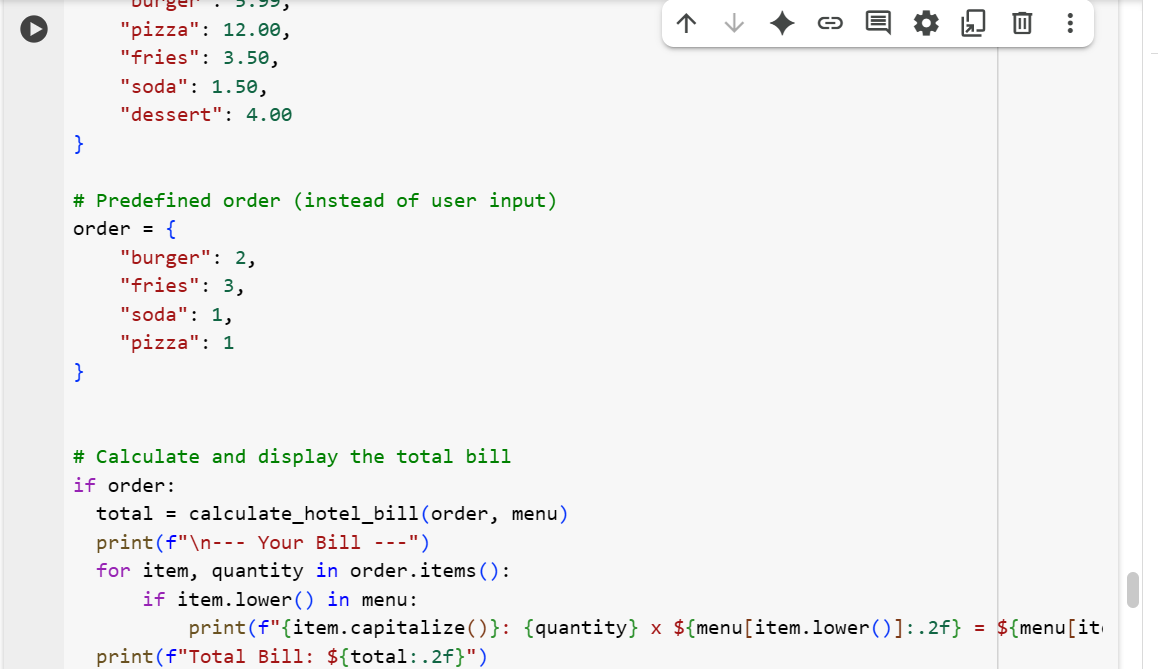 "burger": 5.99,
"pizza": 12.00,
"fries": 3.50,
"soda": 1.50,
"dessert": 4.00
}
# Predefined order (instead of user input)
order = {
"burger": 2,
"fries": 3,
"soda": 1,
"pizza": 1
}
# Calculate and display the total bill
if order:
total = calculate_hotel_bill(order, menu)
print(f"\n--- Your Bill ---")
for item, quantity in order.items():
if item.lower() in menu:
print(f"{item.capitalize()}: {quantity} x ${menu[item.lower()]:.2f} = ${menu[it
print(f"Total Bill: ${total:.2f}")